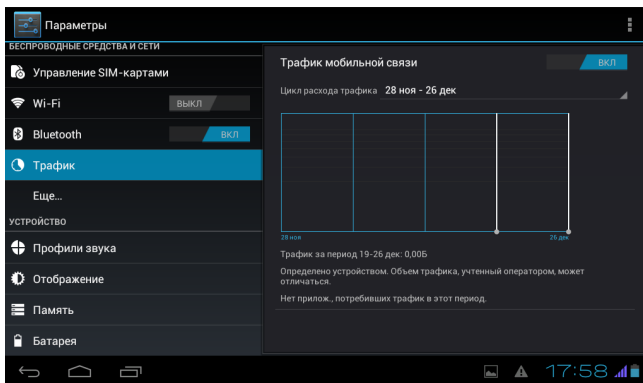 Параметры
БЕСПРОВОДНЫЕ СРЕДСТВА И СЕТИ
Управление SIM-картами
Wi-Fi ВЫКЛ
Bluetooth ВКЛ
Трафик
Еще...
УСТРОЙСТВО
Профили звука
Отображение
Память
Батарея
Трафик мобильной связи ВКЛ
Цикл расхода трафика 28 ноя - 26 дек
28 ноя 26 дек
Трафик за период 19-26 дек: 0,00Б
Определено устройством. Объем трафика, учтенный оператором, может
отличаться.
Нет прилож., потребивших трафик в этот период.
17:58